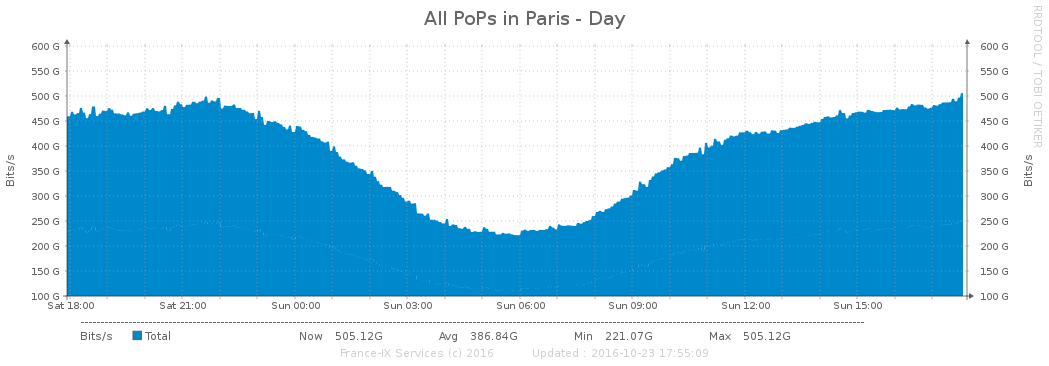 All PoPs in Paris - Day
RRDTOOL / TOBI OETIKER
600 G 600 G
550 G 550 G
500 G 500 G
450 G 450 G
400 G 400 G
350 G 350 G
300 G 300 G
250 G 250 G
200 G 200 G
150 G 150 G
100 G 100 G
Bits/s Bits/s
Sat 18:00 Sat 21:00 Sun 00:00 Sun 03:00 Sun 06:00 Sun 09:00 Sun 12:00 Sun 15:00
Bits/s Total Now 505.12G Avg 386.84G Min 221.07G Max 505.12G
France-IX Services (c) 2016 Updated : 2016-10-23 17:55:09